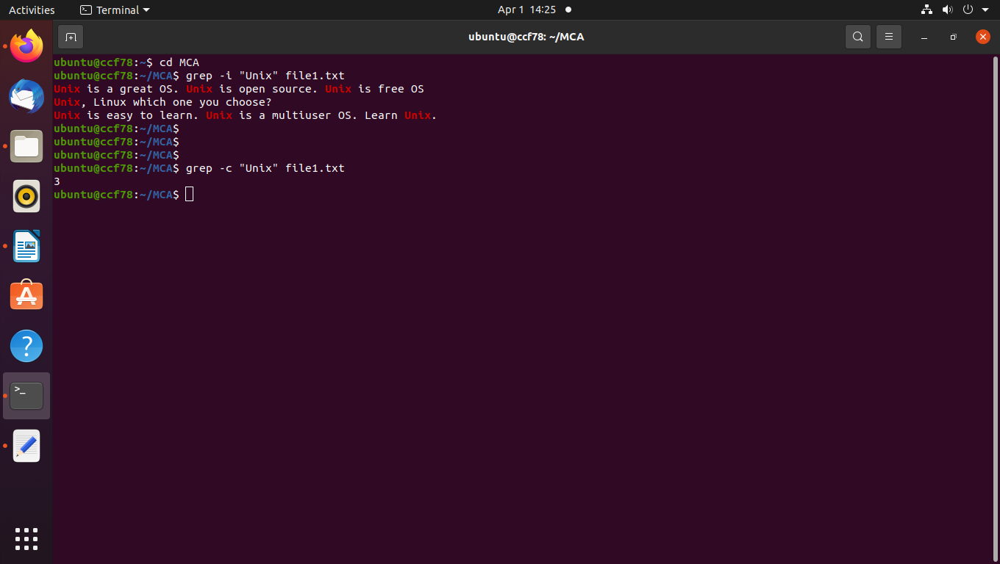 Activities Terminal Apr 1 14:25
ubuntu@ccf78: ~/MCA
ubuntu@ccf78:~$ cd MCA
ubuntu@ccf78:~/MCA$ grep -i "Unix" file1.txt
Unix is a great OS. Unix is open source. Unix is free OS
Unix, Linux which one you choose?
Unix is easy to learn. Unix is a multiuser OS. Learn Unix.
ubuntu@ccf78:~/MCA$
ubuntu@ccf78:~/MCA$
ubuntu@ccf78:~/MCA$
ubuntu@ccf78:~/MCA$ grep -c "Unix" file1.txt
3
ubuntu@ccf78:~/MCA$